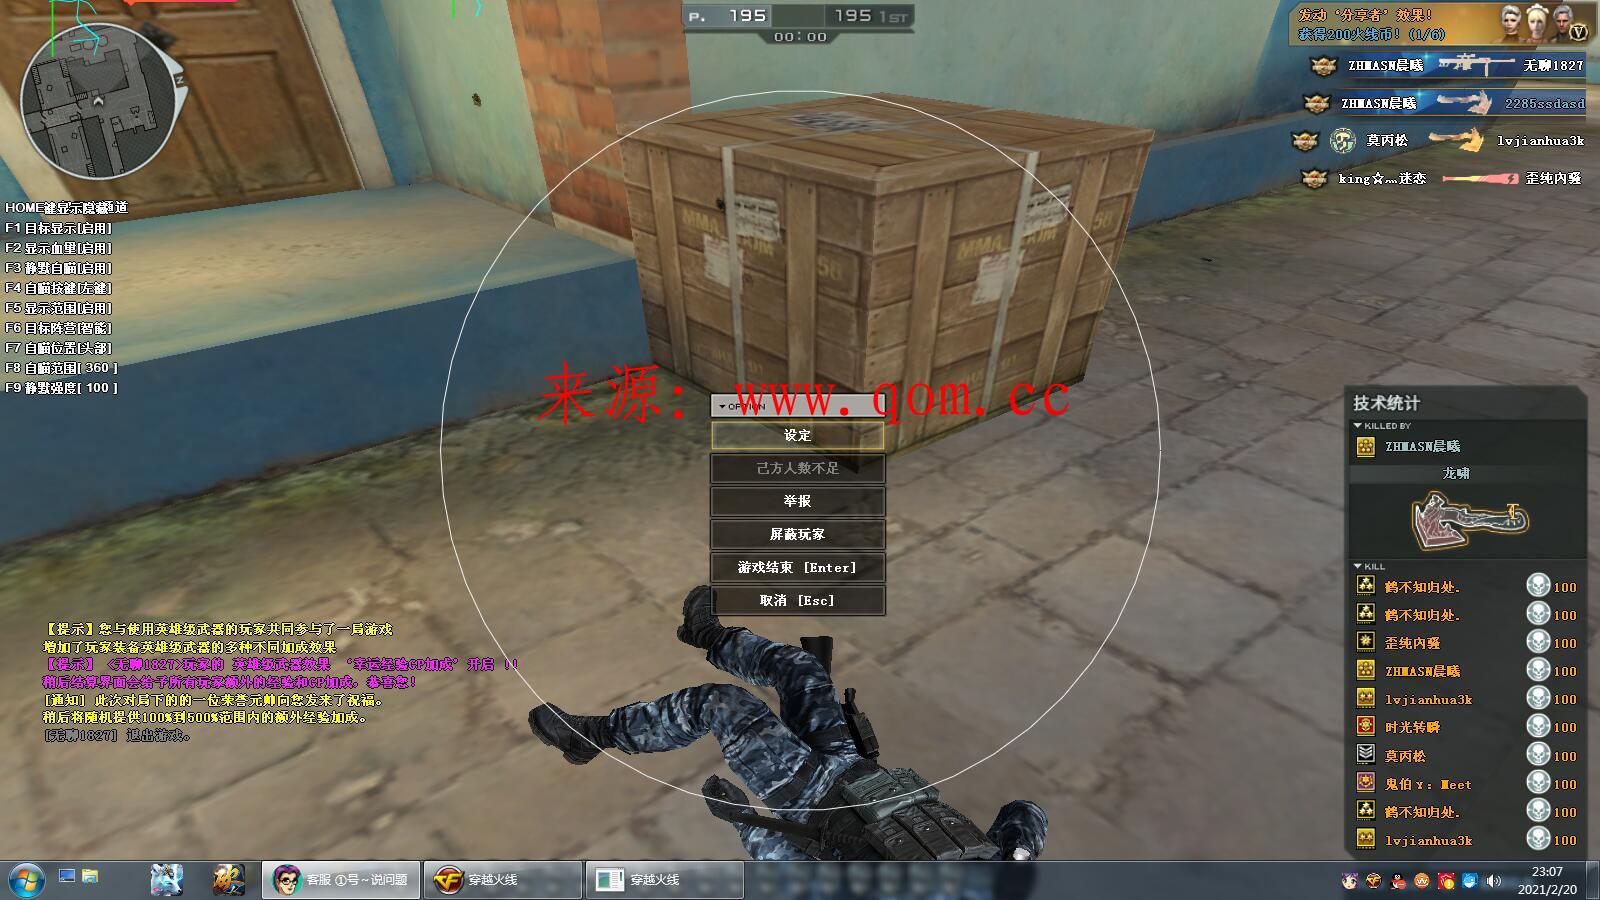 P. 195 195 1ST
00:00
发动‘分享者’效果!
获得200火线币! (1/6)
V
ZHMASN晨曦 无聊1827
ZHMASN晨曦 2285ssdasd
莫丙松 lvjianhua3k
king☆灬迷恋 歪纯内骚
N
F1 目标显示[启用]
F2 显示血量[启用]
F3 静默自瞄[启用]
F4 自瞄按键[左键]
F5 显示范围[启用]
F6 目标阵营[智能]
F7 自瞄位置[头部]
F8 自瞄范围[ 360 ]
F9 静默强度[ 100 ]
来源：www.qom.cc
OPTION
设定
己方人数不足
举报
屏蔽玩家
游戏结束 [Enter]
取消 [Esc]
【提示】您与使用英雄级武器的玩家共同参与了一局游戏
增加了玩家装备英雄级武器的多种不同加成效果
【提示】 <无聊1827>玩家的 英雄级武器效果 ‘幸运经验GP加成’开启 !!
稍后结算界面会给予所有玩家额外的经验和GP加成。恭喜您!
[通知] 此次对局下的的一位荣誉元帅向您发来了祝福。
稍后将随机提供100%到500%范围内的额外经验加成。
[无聊1827] 退出游戏。
技术统计
KILLED BY
ZHMASN晨曦
龙啸
KILL
鹤不知归处. 100
鹤不知归处. 100
歪纯内骚 100
ZHMASN晨曦 100
lvjianhua3k 100
时光转瞬 100
莫丙松 100
鬼伯γ: Meet 100
鹤不知归处. 100
lvjianhua3k 100
客服 ①号~说问题
穿越火线
穿越火线
23:07
2021/2/20